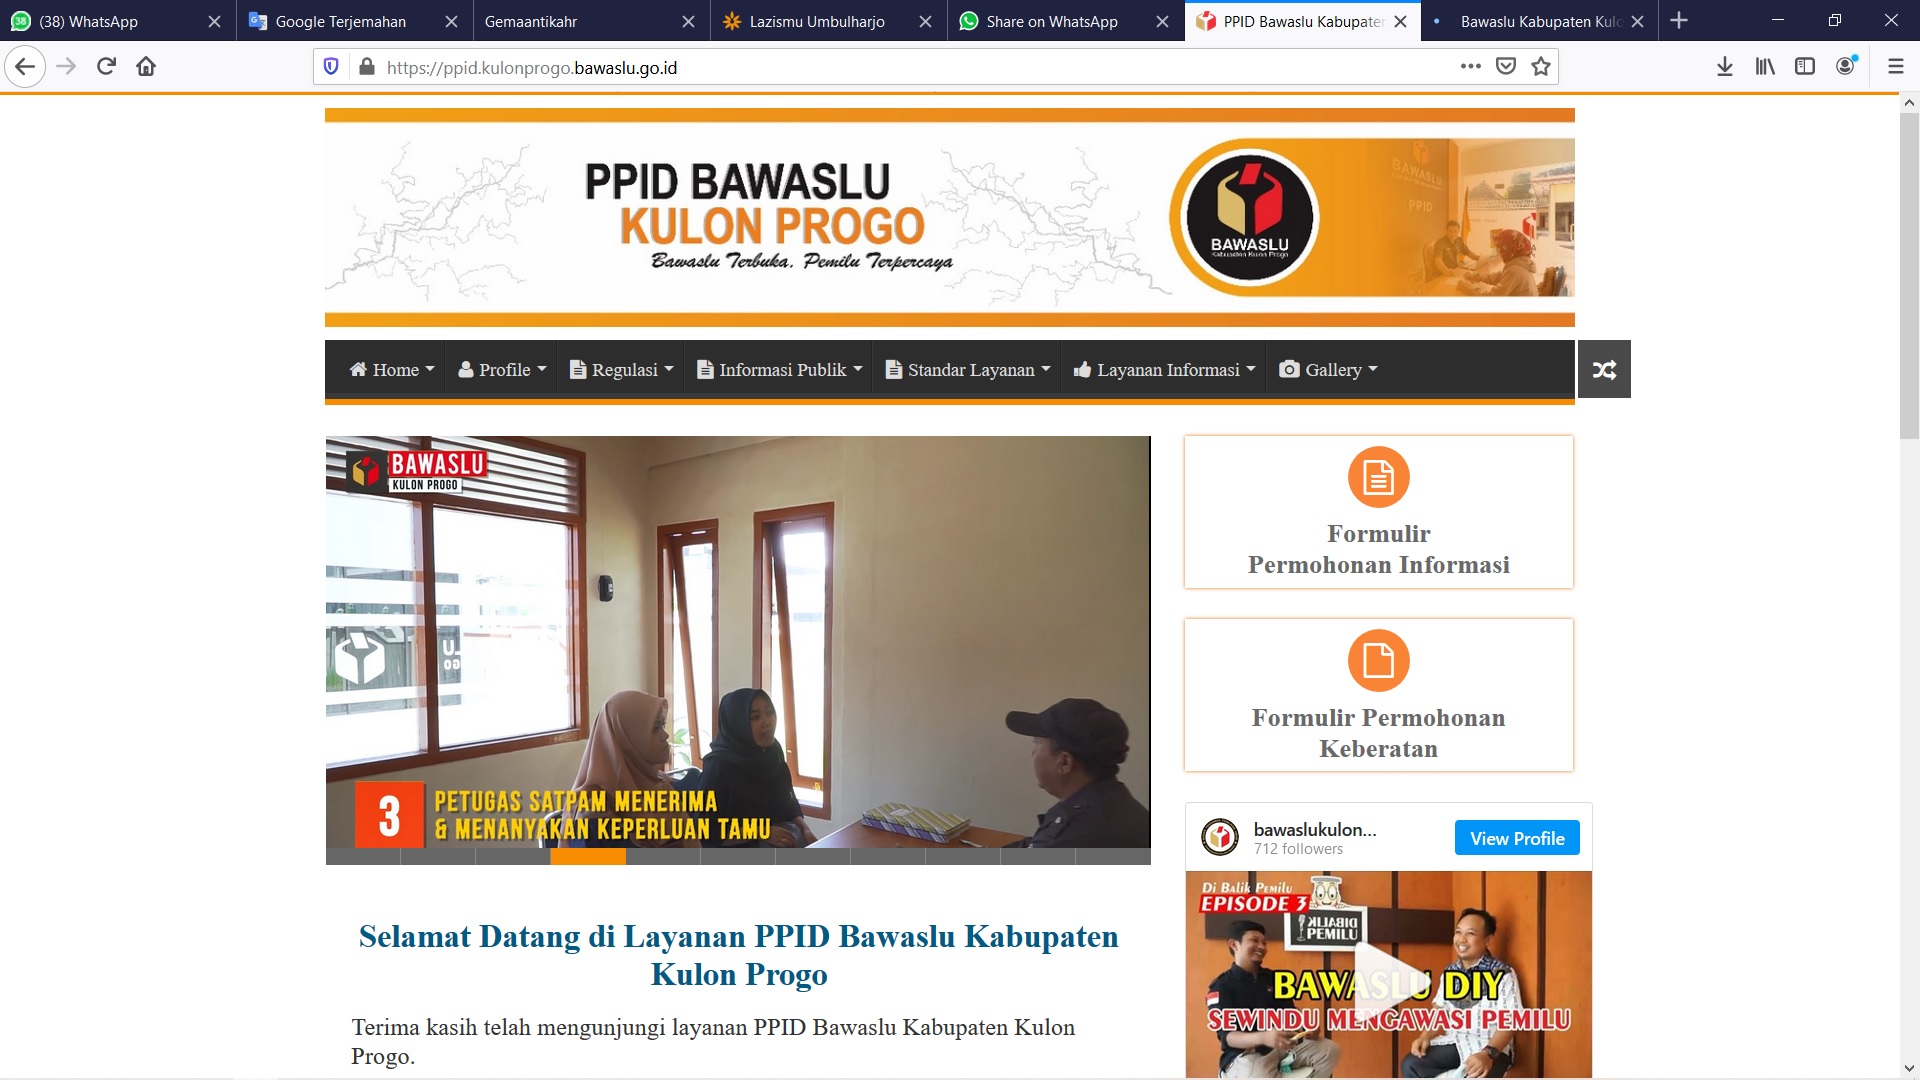 (38) WhatsApp
Google Terjemahan
Gemaantikahr
Lazismu Umbulharjo
Share on WhatsApp
PPID Bawaslu Kabupaten
Bawaslu Kabupaten Kulo
https://ppid.kulonprogo.bawaslu.go.id
PPID BAWASLU
KULON PROGO
Bawaslu Terbuka, Pemilu Terpercaya
BAWASLU
Kabupaten Kulon Progo
BAWASLU
PPID
Home
Profile
Regulasi
Informasi Publik
Standar Layanan
Layanan Informasi
Gallery
BAWASLU
KULON PROGO
3
PETUGAS SATPAM MENERIMA
& MENANYAKAN KEPERLUAN TAMU
Formulir
Permohonan Informasi
Formulir Permohonan
Keberatan
bawaslukulon...
712 followers
View Profile
Di Balik Pemilu
EPISODE 3
DIBALIK
PEMILU
BAWASLU DIY
SEWINDU MENGAWASI PEMILU
Selamat Datang di Layanan PPID Bawaslu Kabupaten
Kulon Progo
Terima kasih telah mengunjungi layanan PPID Bawaslu Kabupaten Kulon
Progo.